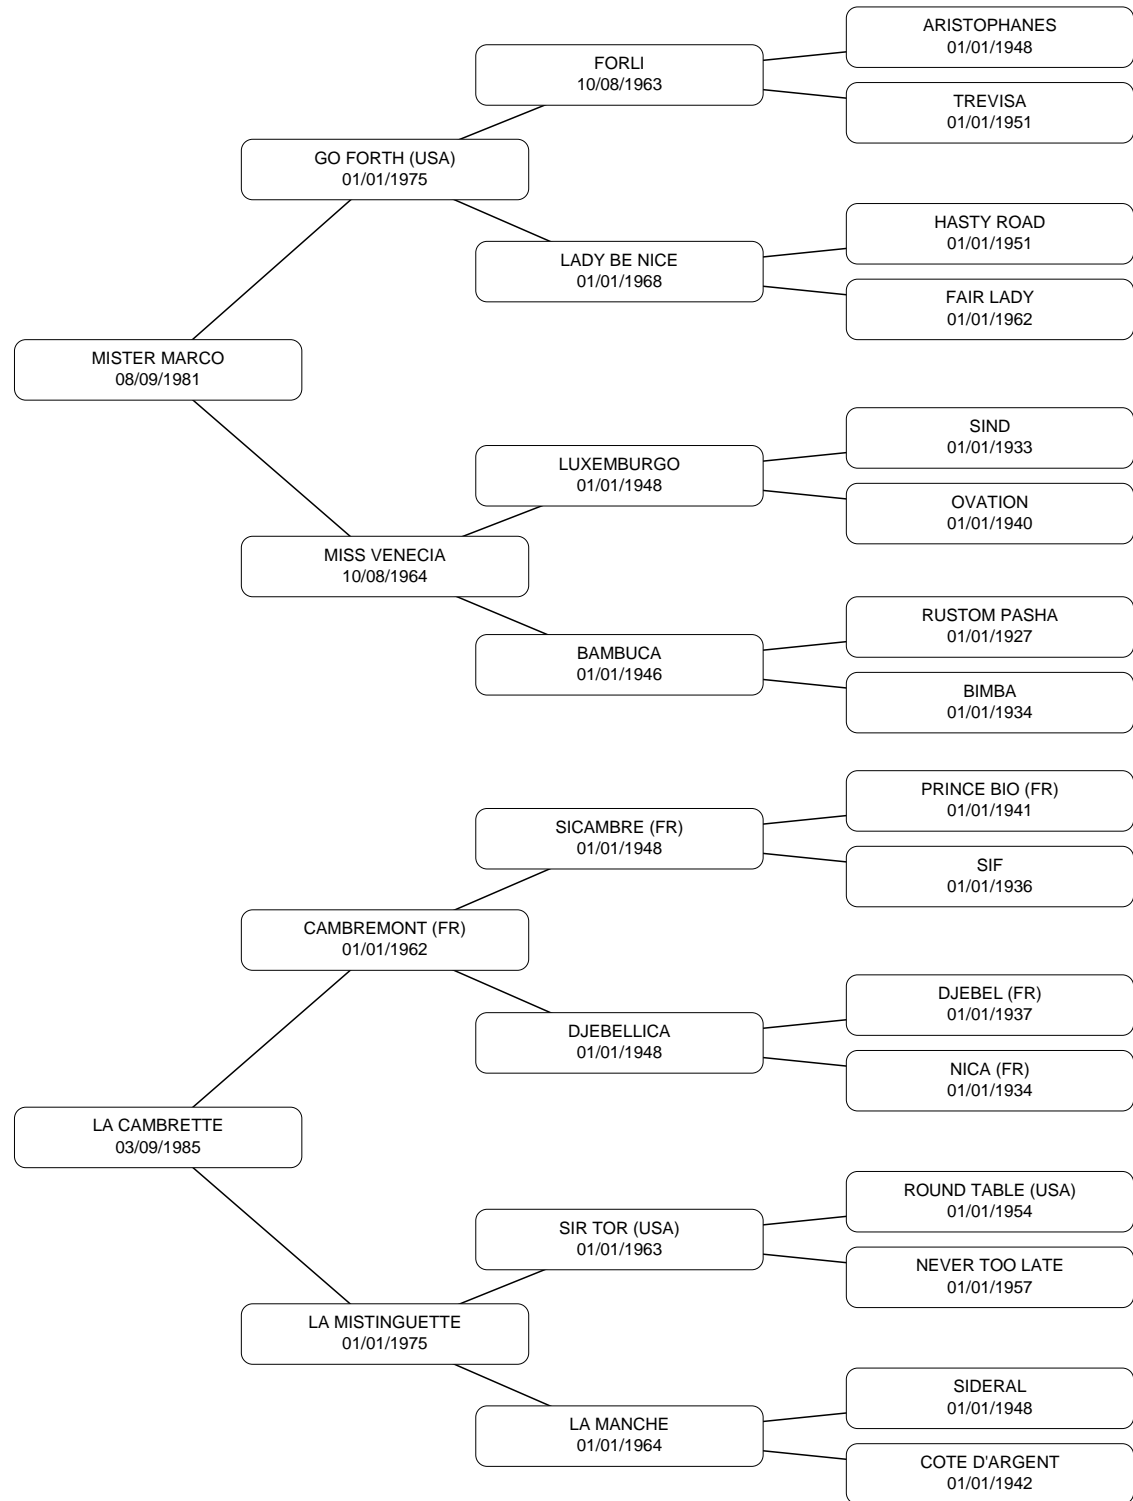 ARISTOPHANES
01/01/1948
FORLI
10/08/1963
TREVISA
01/01/1951
GO FORTH (USA)
01/01/1975
HASTY ROAD
01/01/1951
LADY BE NICE
01/01/1968
FAIR LADY
01/01/1962
MISTER MARCO
08/09/1981
SIND
01/01/1933
LUXEMBURGO
01/01/1948
OVATION
01/01/1940
MISS VENECIA
10/08/1964
RUSTOM PASHA
01/01/1927
BAMBUCA
01/01/1946
BIMBA
01/01/1934
PRINCE BIO (FR)
01/01/1941
SICAMBRE (FR)
01/01/1948
SIF
01/01/1936
CAMBREMONT (FR)
01/01/1962
DJEBEL (FR)
01/01/1937
DJEBELLICA
01/01/1948
NICA (FR)
01/01/1934
LA CAMBRETTE
03/09/1985
ROUND TABLE (USA)
01/01/1954
SIR TOR (USA)
01/01/1963
NEVER TOO LATE
01/01/1957
LA MISTINGUETTE
01/01/1975
SIDERAL
01/01/1948
LA MANCHE
01/01/1964
COTE D'ARGENT
01/01/1942